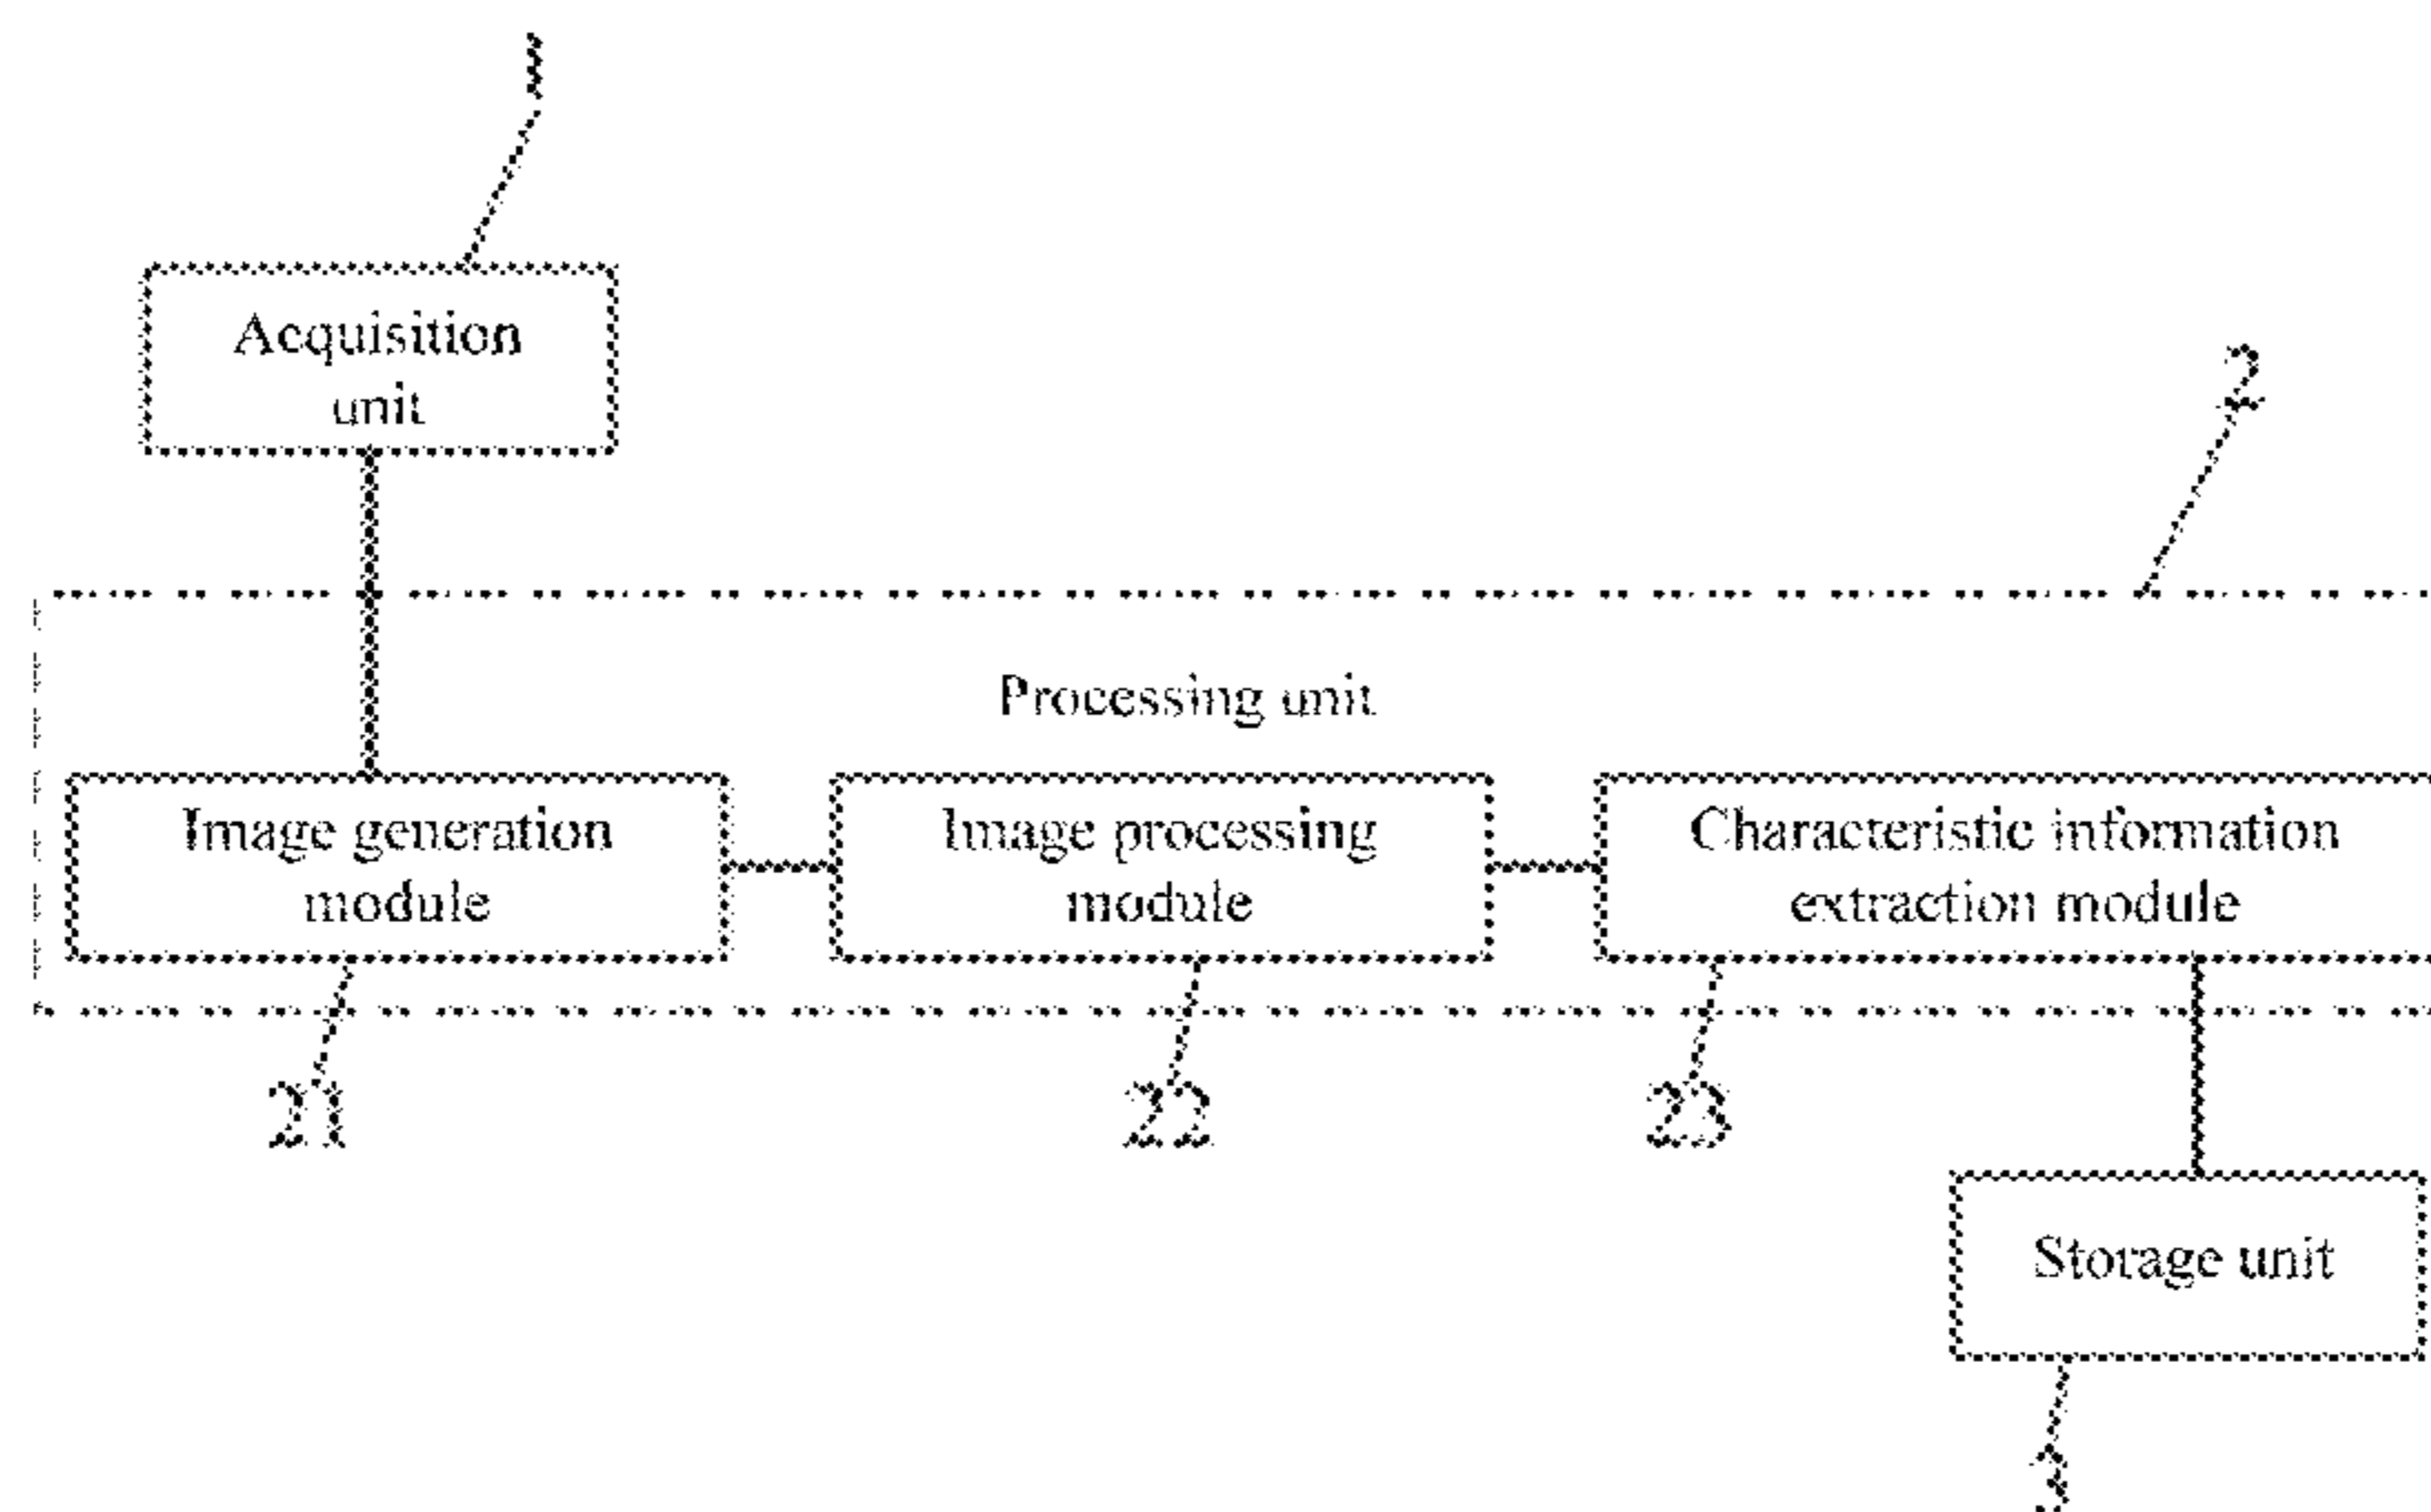 1
Acquisition
unit
2
Processing unit
Image generation
module
Image processing
module
Characteristic information
extraction module
21
22
23
Storage unit
3